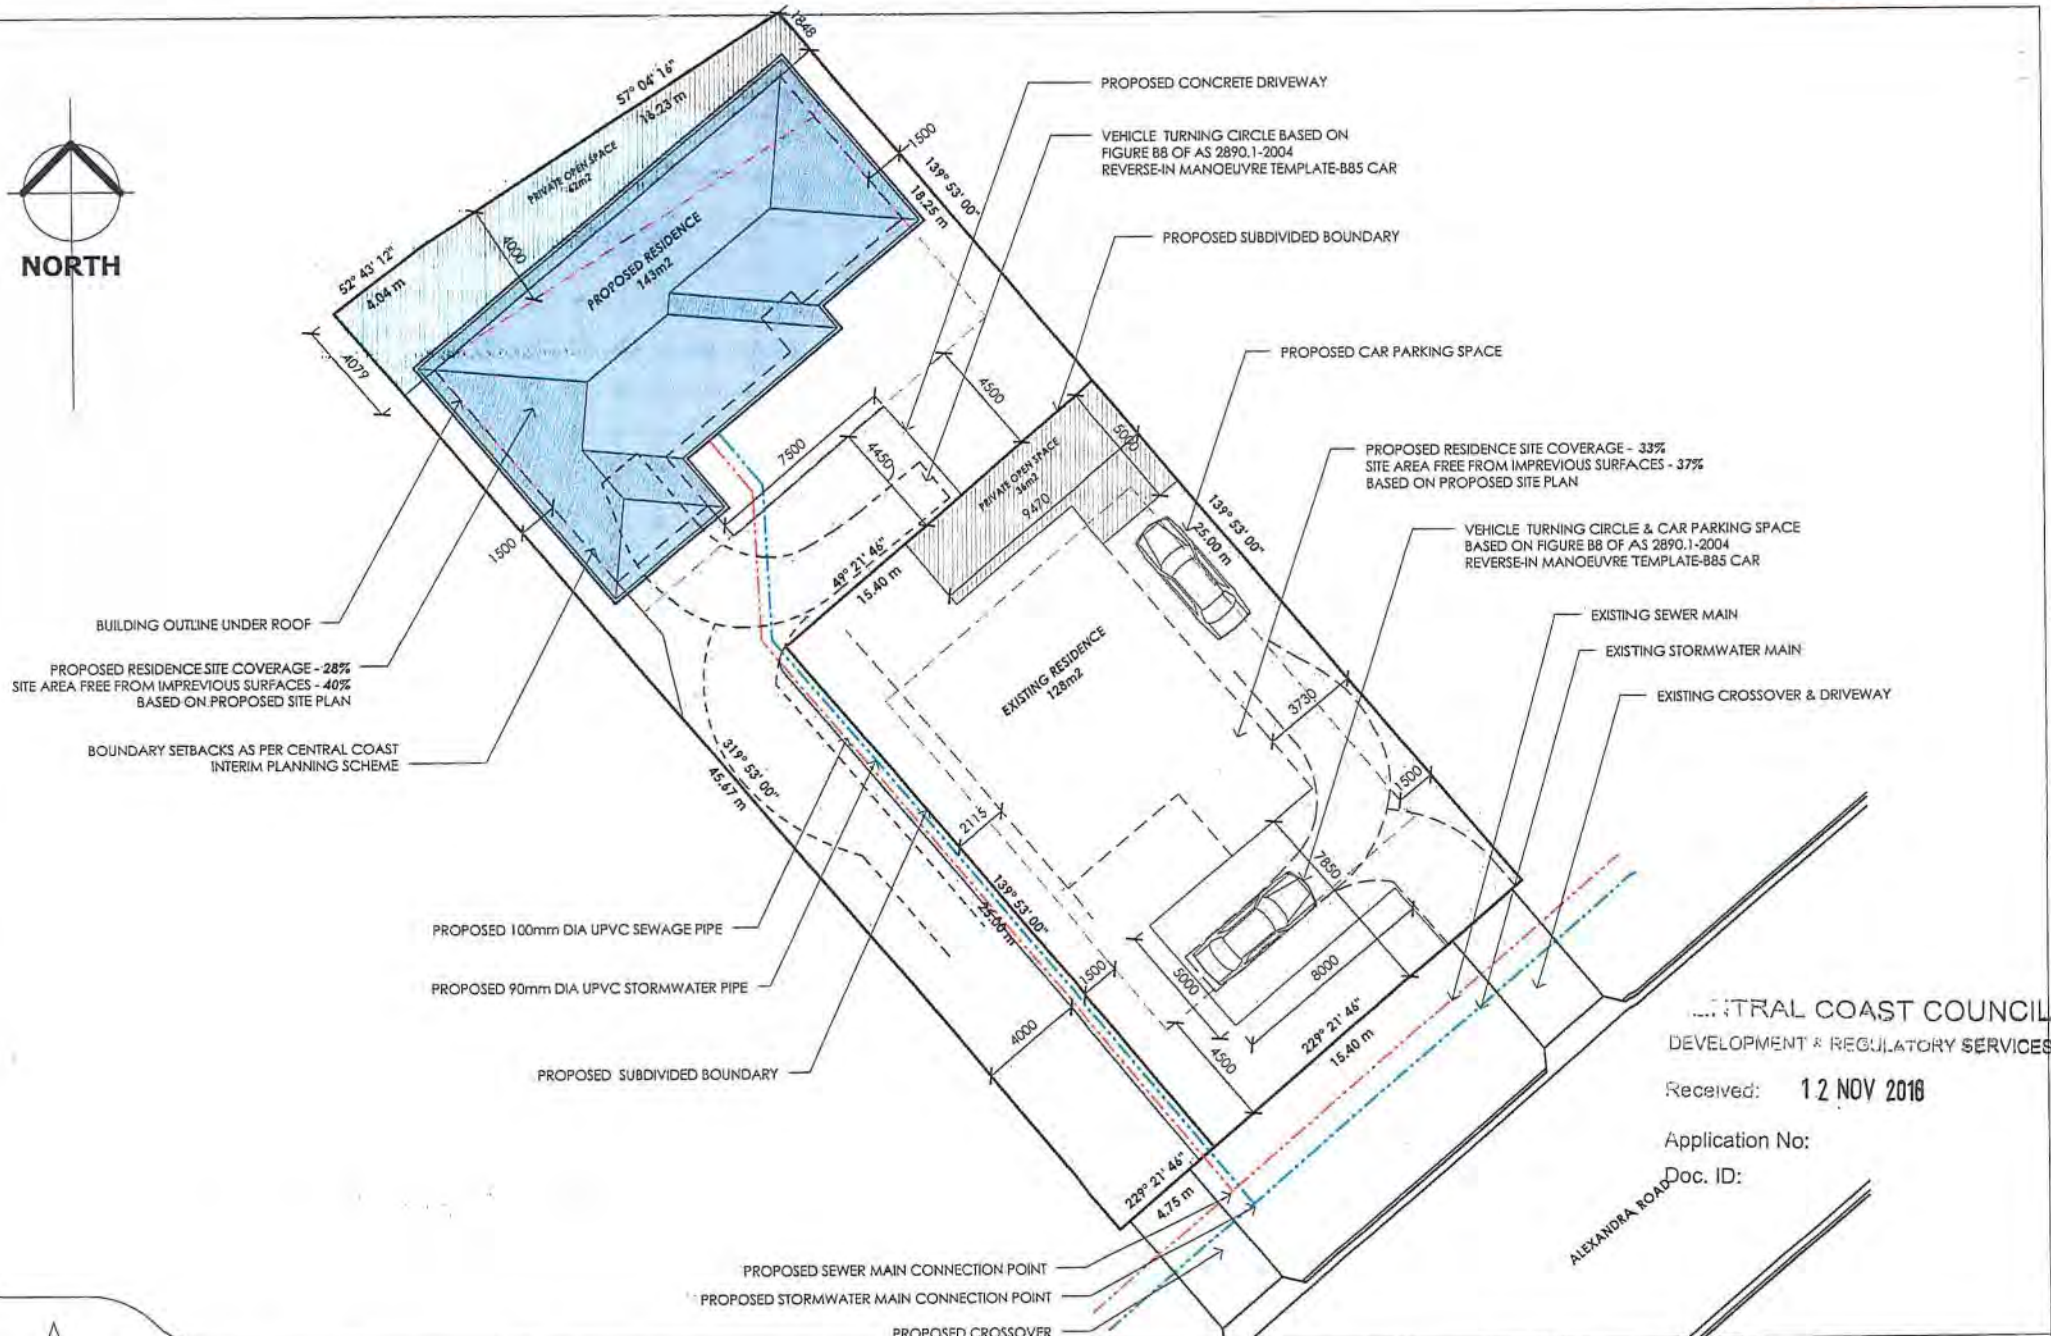 NORTH
1848
57° 04' 16"
16.23 m
PRIVATE OPEN SPACE
62m2
52° 43' 12"
4.04 m
4000
4079
PROPOSED RESIDENCE
143m2
1500
139° 53' 00"
18.25 m
PROPOSED CONCRETE DRIVEWAY
VEHICLE TURNING CIRCLE BASED ON
FIGURE B8 OF AS 2890.1-2004
REVERSE-IN MANOEUVRE TEMPLATE-B85 CAR
PROPOSED SUBDIVIDED BOUNDARY
PROPOSED CAR PARKING SPACE
PROPOSED RESIDENCE SITE COVERAGE - 33%
SITE AREA FREE FROM IMPREVIOUS SURFACES - 37%
BASED ON PROPOSED SITE PLAN
VEHICLE TURNING CIRCLE & CAR PARKING SPACE
BASED ON FIGURE B8 OF AS 2890.1-2004
REVERSE-IN MANOEUVRE TEMPLATE-B85 CAR
EXISTING SEWER MAIN
EXISTING STORMWATER MAIN
EXISTING CROSSOVER & DRIVEWAY
4500
7500
4450
5000
PRIVATE OPEN SPACE
36m2
9470
139° 53' 00"
25.00 m
49° 21' 46"
15.40 m
1500
EXISTING RESIDENCE
128m2
3730
1500
BUILDING OUTLINE UNDER ROOF
PROPOSED RESIDENCE SITE COVERAGE - 28%
SITE AREA FREE FROM IMPREVIOUS SURFACES - 40%
BASED ON PROPOSED SITE PLAN
BOUNDARY SETBACKS AS PER CENTRAL COAST
INTERIM PLANNING SCHEME
319° 53' 00"
45.67 m
2115
139° 53' 00"
25.00 m
7850
8000
5000
1500
4500
4000
229° 21' 46"
15.40 m
PROPOSED 100mm DIA UPVC SEWAGE PIPE
PROPOSED 90mm DIA UPVC STORMWATER PIPE
PROPOSED SUBDIVIDED BOUNDARY
229° 21' 46"
4.75 m
PROPOSED SEWER MAIN CONNECTION POINT
PROPOSED STORMWATER MAIN CONNECTION POINT
PROPOSED CROSSOVER
TRAL COAST COUNCIL
DEVELOPMENT & REGULATORY SERVICES
Received: 12 NOV 2018
Application No:
Doc. ID:
ALEXANDRA ROAD